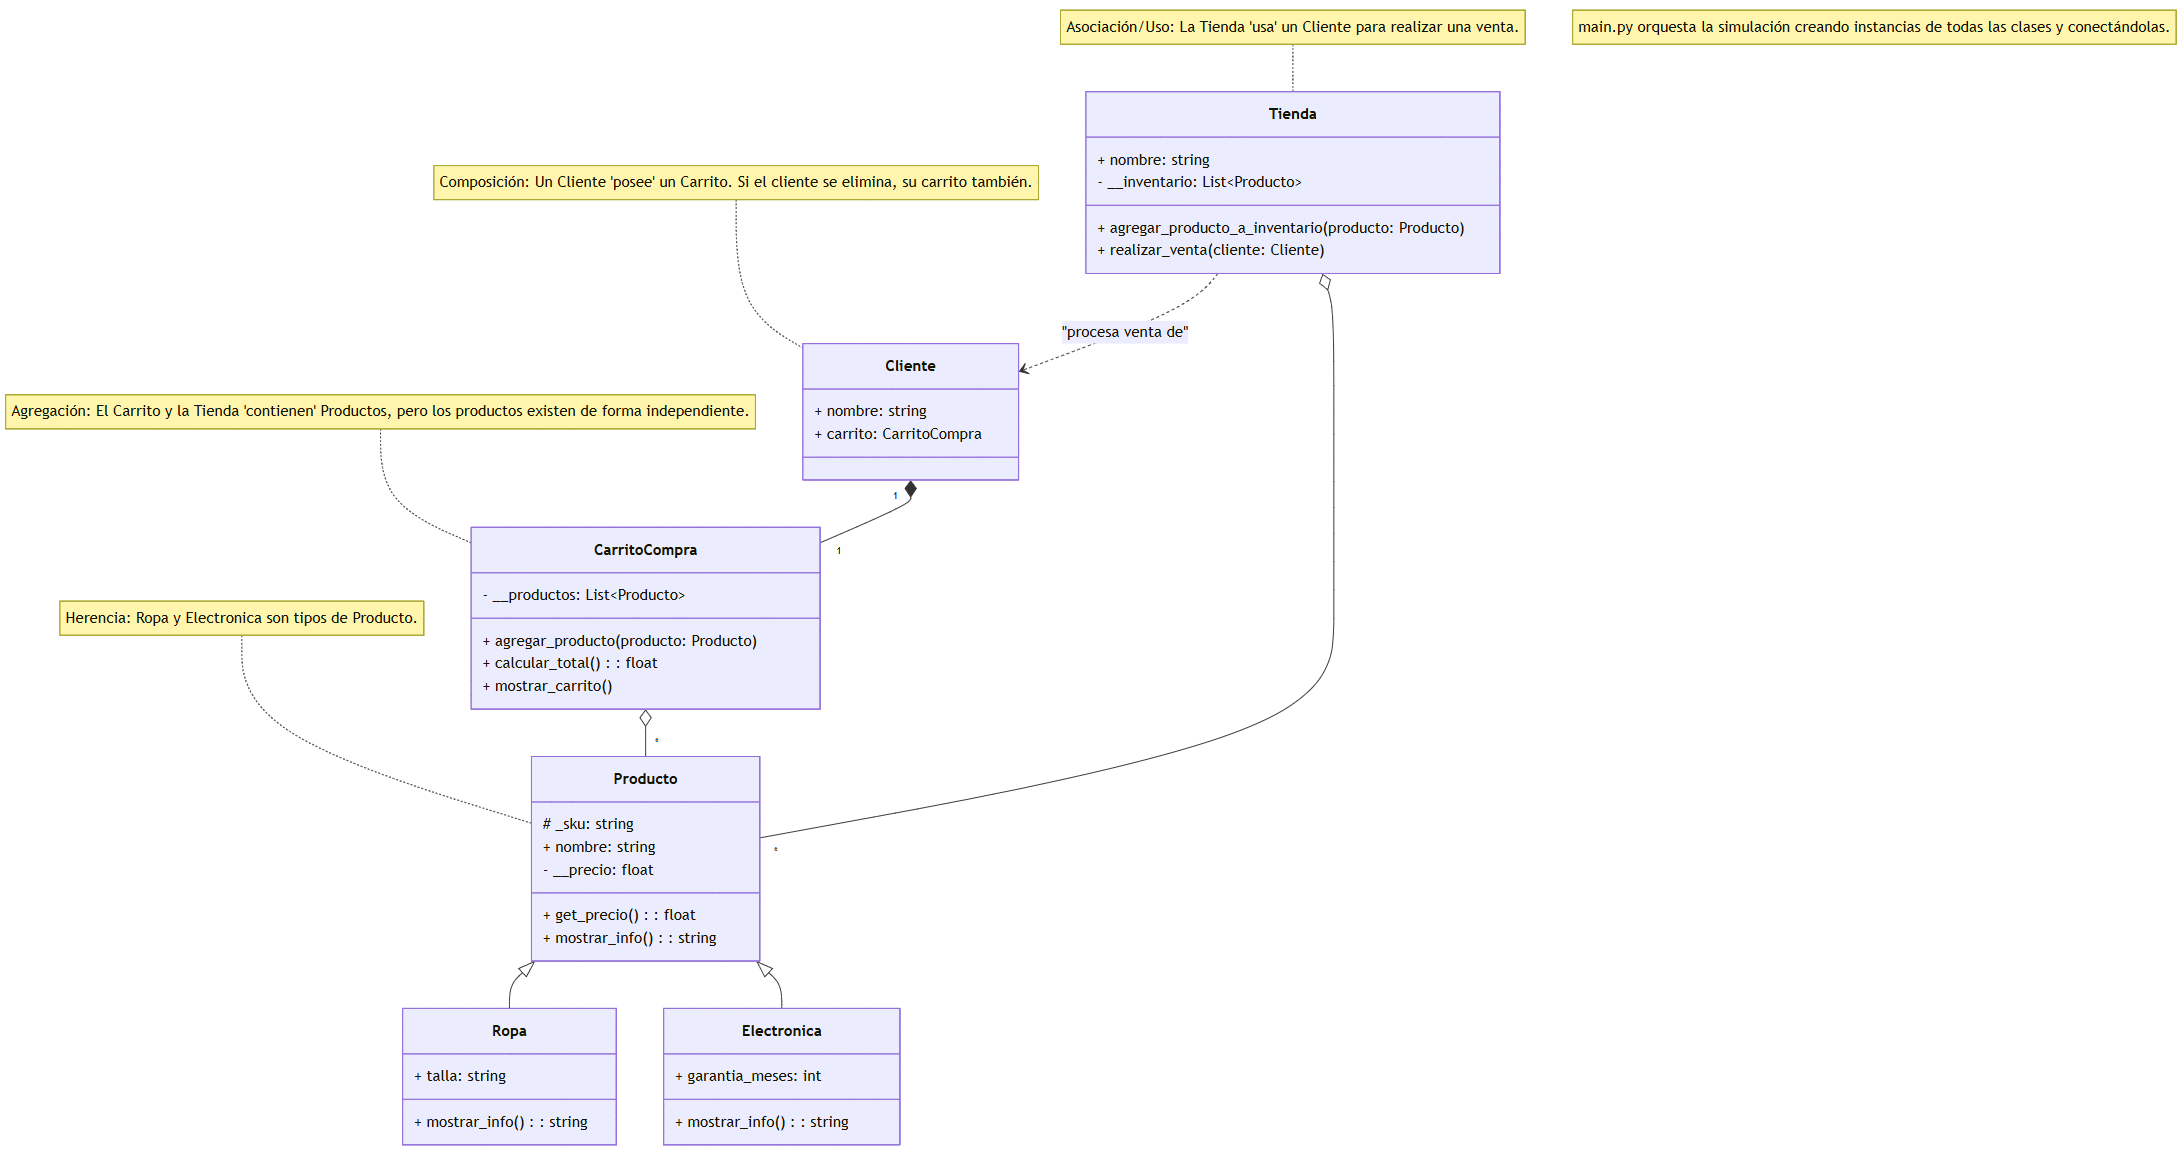 Asociación/Uso: La Tienda 'usa' un Cliente para realizar una venta.
main.py orquesta la simulación creando instancias de todas las clases y conectándolas.
Tienda
+ nombre: string
- __inventario: List<Producto>
+ agregar_producto_a_inventario(producto: Producto)
+ realizar_venta(cliente: Cliente)
Composición: Un Cliente 'posee' un Carrito. Si el cliente se elimina, su carrito también.
"procesa venta de"
Cliente
+ nombre: string
+ carrito: CarritoCompra
1
1
Agregación: El Carrito y la Tienda 'contienen' Productos, pero los productos existen de forma independiente.
CarritoCompra
- __productos: List<Producto>
+ agregar_producto(producto: Producto)
+ calcular_total() : : float
+ mostrar_carrito()
*
Herencia: Ropa y Electronica son tipos de Producto.
Producto
# _sku: string
+ nombre: string
- __precio: float
+ get_precio() : : float
+ mostrar_info() : : string
*
Ropa
+ talla: string
+ mostrar_info() : : string
Electronica
+ garantia_meses: int
+ mostrar_info() : : string